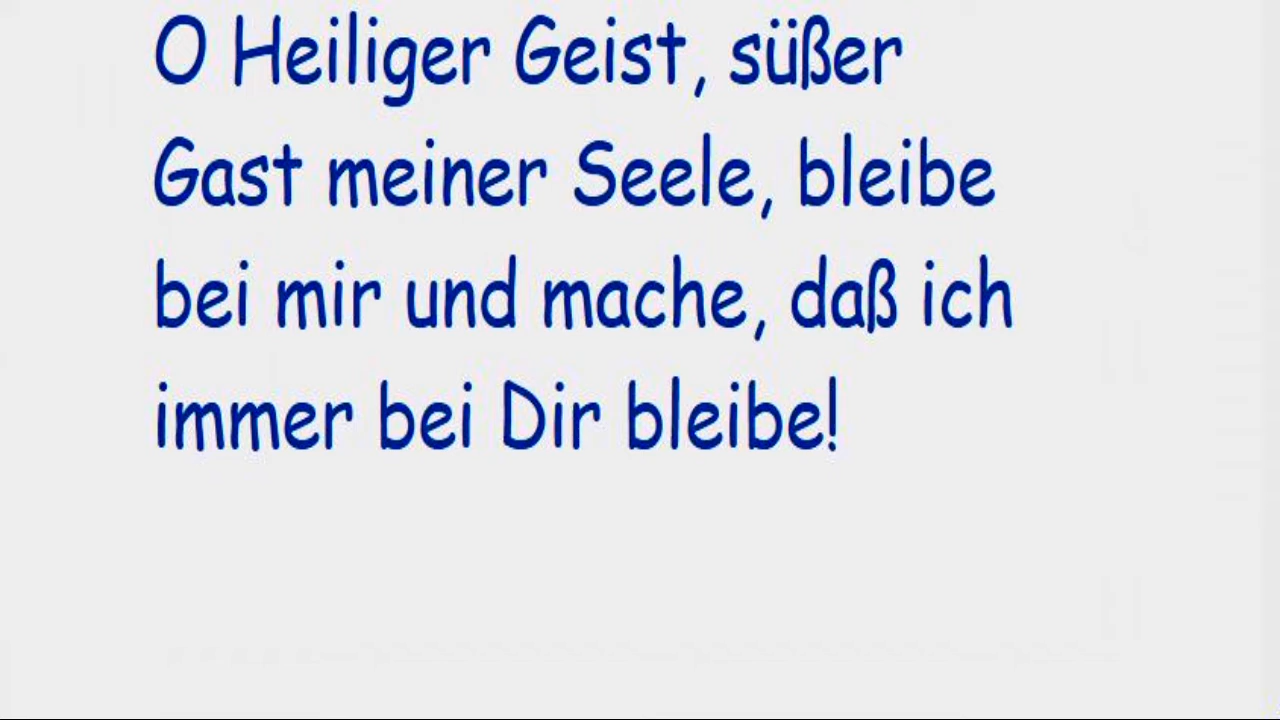 O Heiliger Geist, süßer
Gast meiner Seele, bleibe
bei mir und mache, daß ich
immer bei Dir bleibe!